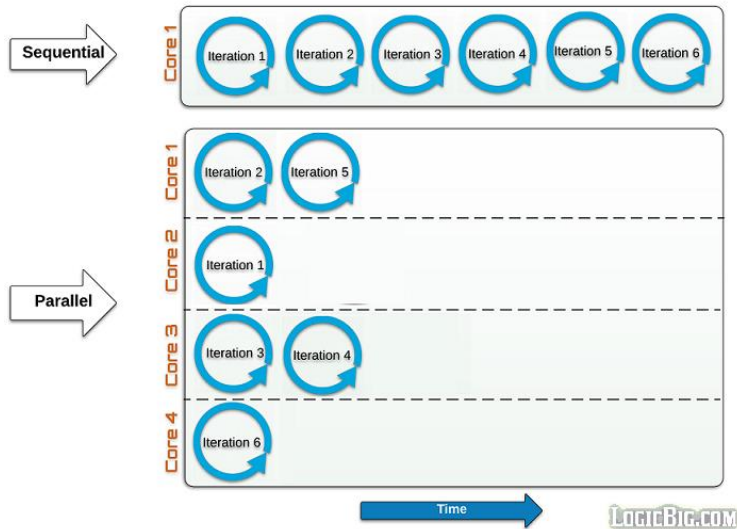 Sequential
Core 1
Iteration 1
Iteration 2
Iteration 3
Iteration 4
Iteration 5
Iteration 6
Parallel
Core 1
Iteration 2
Iteration 5
Core 2
Iteration 1
Core 3
Iteration 3
Iteration 4
Core 4
Iteration 6
Time
LogicBig.com